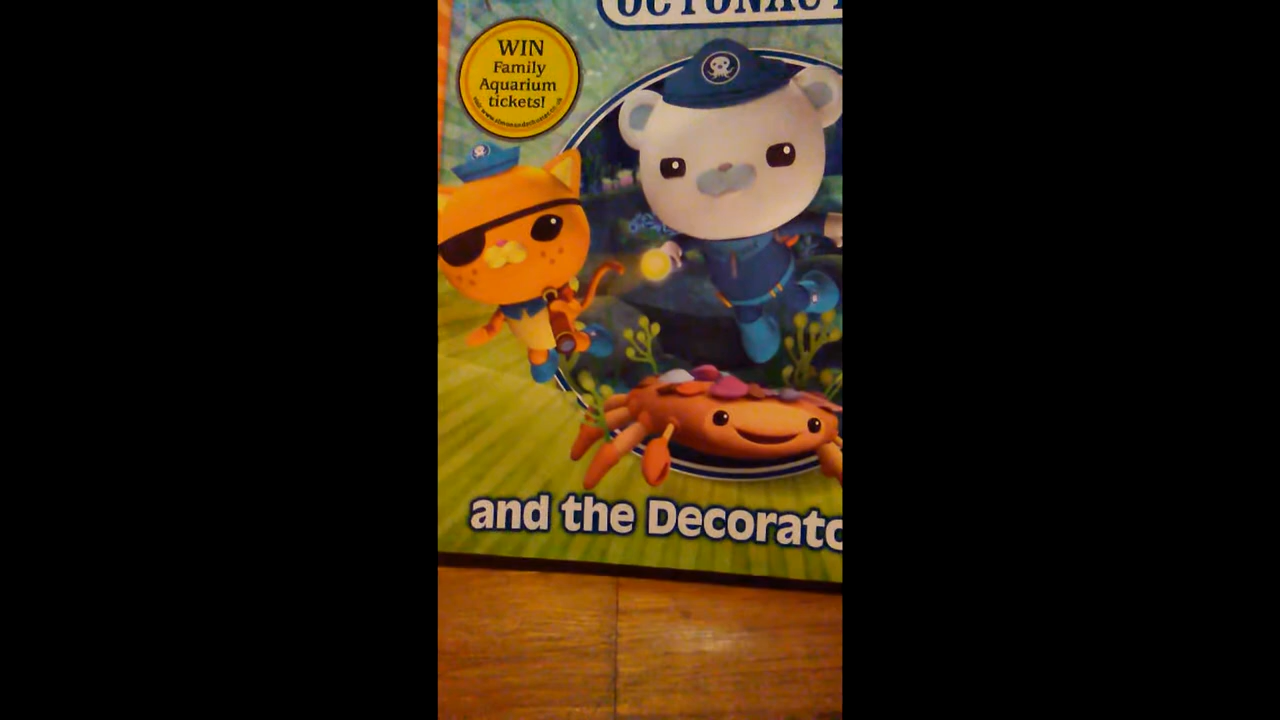 OCTONAU
WIN
Family
Aquarium
tickets!
and the Decorato